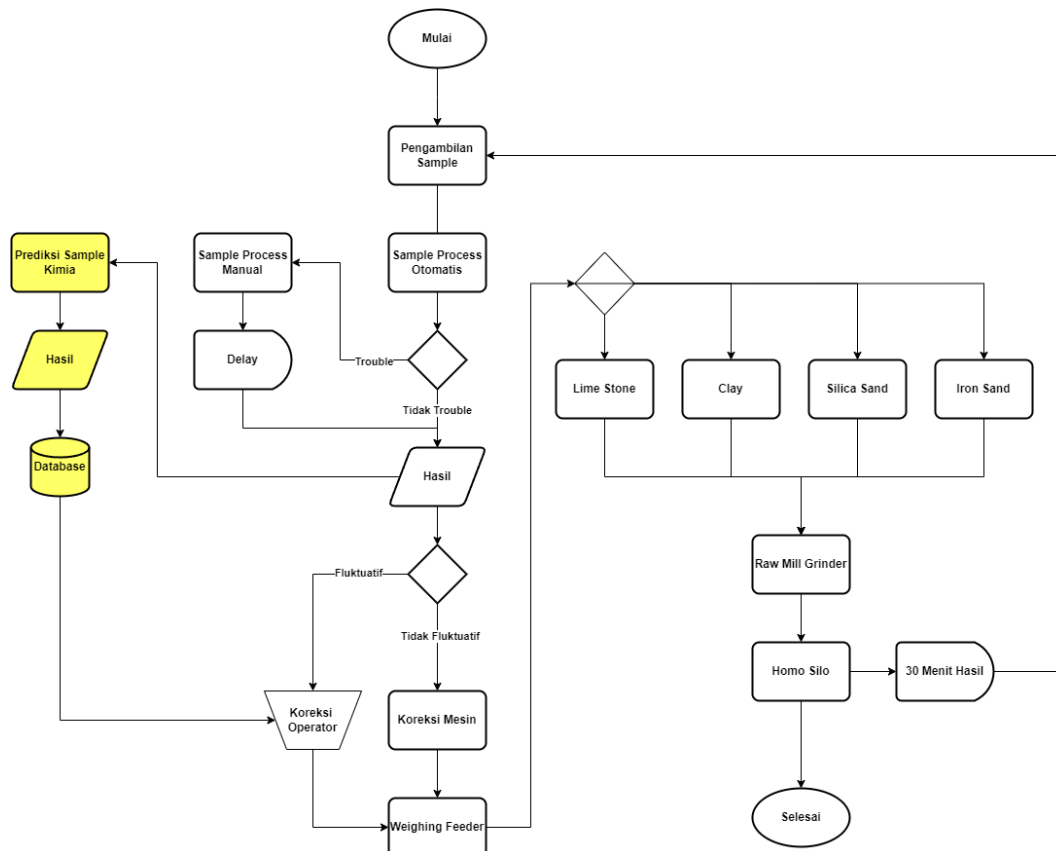 Mulai
Pengambilan
Sample
Prediksi Sample
Kimia
Sample Process
Manual
Sample Process
Otomatis
Hasil
Delay
Trouble
Tidak Trouble
Lime Stone
Clay
Silica Sand
Iron Sand
Database
Hasil
Fluktuatif
Tidak Fluktuatif
Raw Mill Grinder
Homo Silo
30 Menit Hasil
Koreksi
Operator
Koreksi Mesin
Weighing Feeder
Selesai